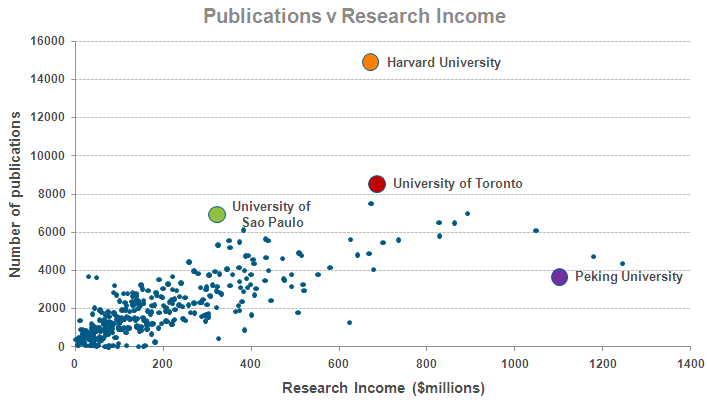 Publications v Research Income
16000
14000
12000
10000
8000
6000
4000
2000
0
Number of publications
Harvard University
University of Toronto
University of
Sao Paulo
Peking University
0
200
400
600
800
1000
1200
1400
Research Income ($millions)